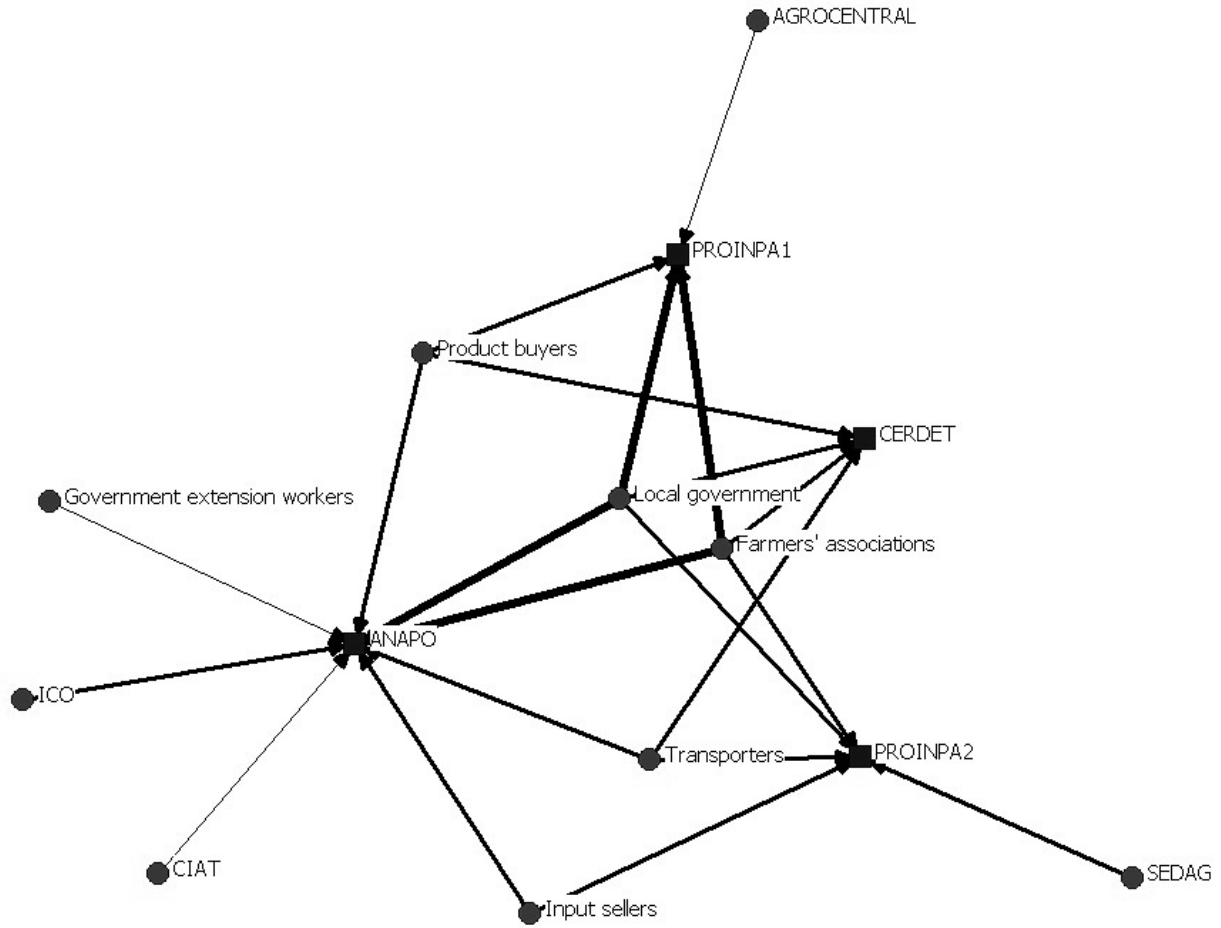 AGROCENTRAL
PROINPA1
Product buyers
CERDET
Government extension workers
Local government
Farmers' associations
ANAPO
ICO
Transporters
PROINPA2
CIAT
SEDAG
Input sellers